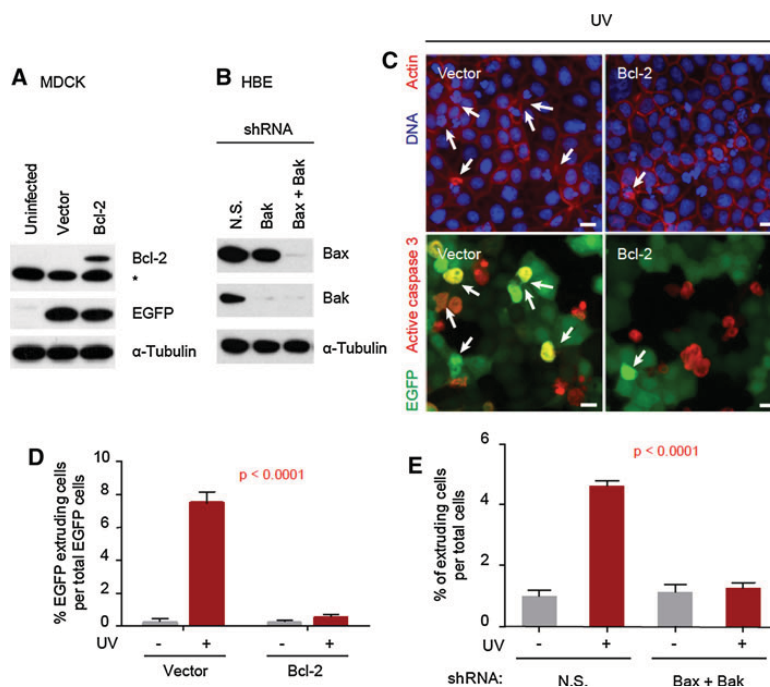 UV
A MDCK
Uninfected
Vector
Bcl-2
Bcl-2
*
EGFP
α-Tubulin
B HBE
shRNA
N.S.
Bak
Bax + Bak
Bax
Bak
α-Tubulin
C
DNA Actin
Vector
Bcl-2
EGFP Active caspase 3
Vector
Bcl-2
D
% EGFP extruding cells
per total EGFP cells
10
8
6
4
2
0
p < 0.0001
UV - + - +
Vector Bcl-2
E
% of extruding cells
per total cells
6
4
2
0
p < 0.0001
UV - + - +
shRNA: N.S. Bax + Bak